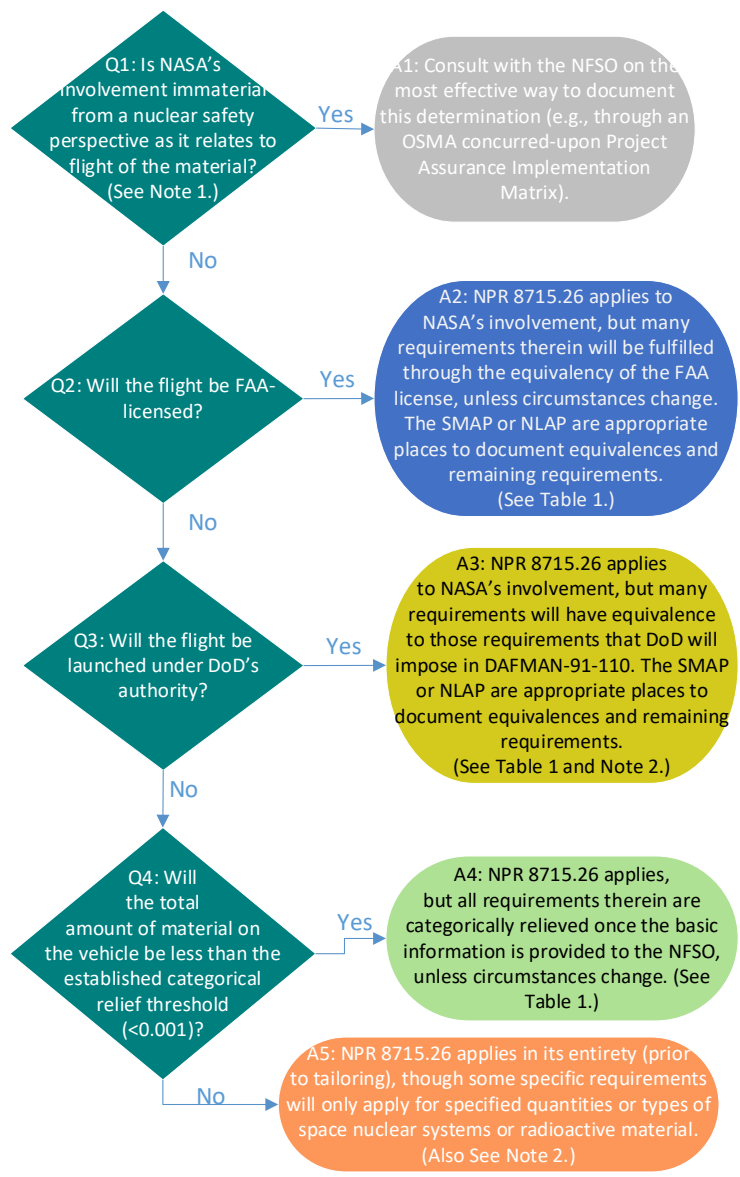 Q1: Is NASA's
involvement immaterial
from a nuclear safety
perspective as it relates to
flight of the material?
(See Note 1.)
Yes
A1: Consult with the NFSO on the
most effective way to document
this determination (e.g., through an
OSMA concurred-upon Project
Assurance Implementation
Matrix).
No
Q2: Will the flight be FAA-
licensed?
Yes
A2: NPR 8715.26 applies to
NASA's involvement, but many
requirements therein will be fulfilled
through the equivalency of the FAA
license, unless circumstances change.
The SMAP or NLAP are appropriate
places to document equivalences and
remaining requirements.
(See Table 1.)
No
Q3: Will the flight be
launched under DoD's
authority?
Yes
A3: NPR 8715.26 applies
to NASA's involvement, but many
requirements will have equivalence
to those requirements that DoD will
impose in DAFMAN-91-110. The SMAP
or NLAP are appropriate places to
document equivalences and remaining
requirements.
(See Table 1 and Note 2.)
No
Q4: Will
the total
amount of material on
the vehicle be less than the
established categorical
relief threshold
(<0.001)?
Yes
A4: NPR 8715.26 applies,
but all requirements therein are
categorically relieved once the basic
information is provided to the NFSO,
unless circumstances change. (See
Table 1.)
No
A5: NPR 8715.26 applies in its entirety (prior
to tailoring), though some specific requirements
will only apply for specified quantities or types of
space nuclear systems or radioactive material.
(Also See Note 2.)